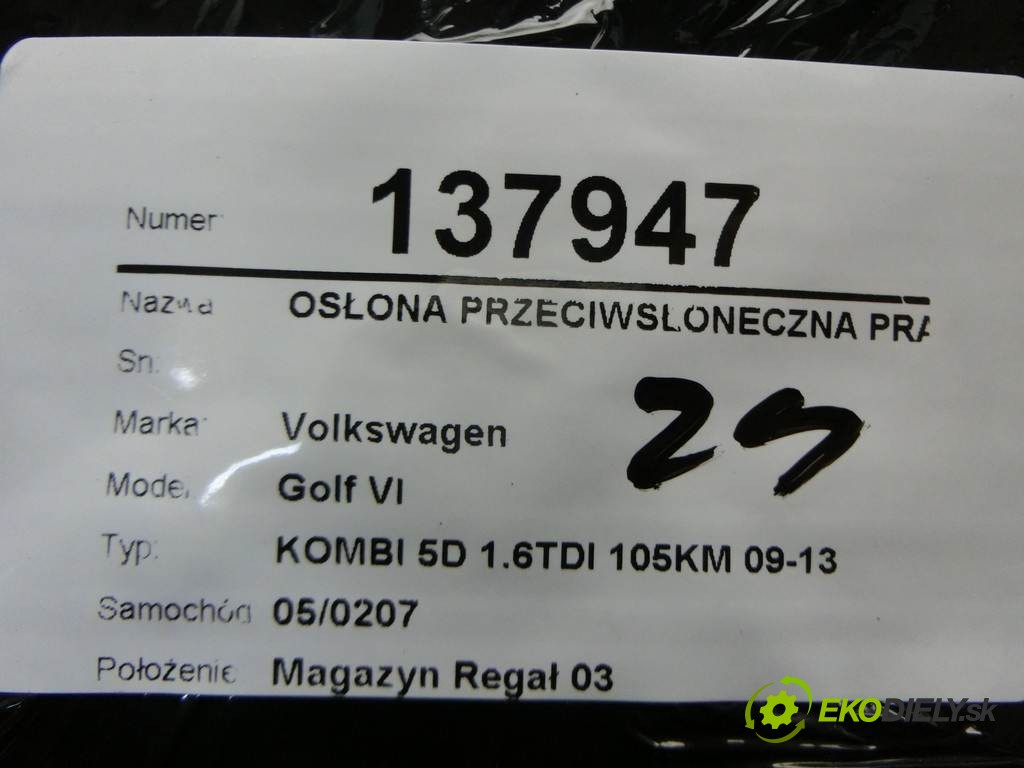 Numer 137947
Nazwa OSŁONA PRZECIWSŁONECZNA PRA
Sn:
Marka: Volkswagen
Model Golf VI
Typ: KOMBI 5D 1.6TDI 105KM 09-13
Samochód 05/0207
Położenie Magazyn Regał 03
EKODIELY.sk